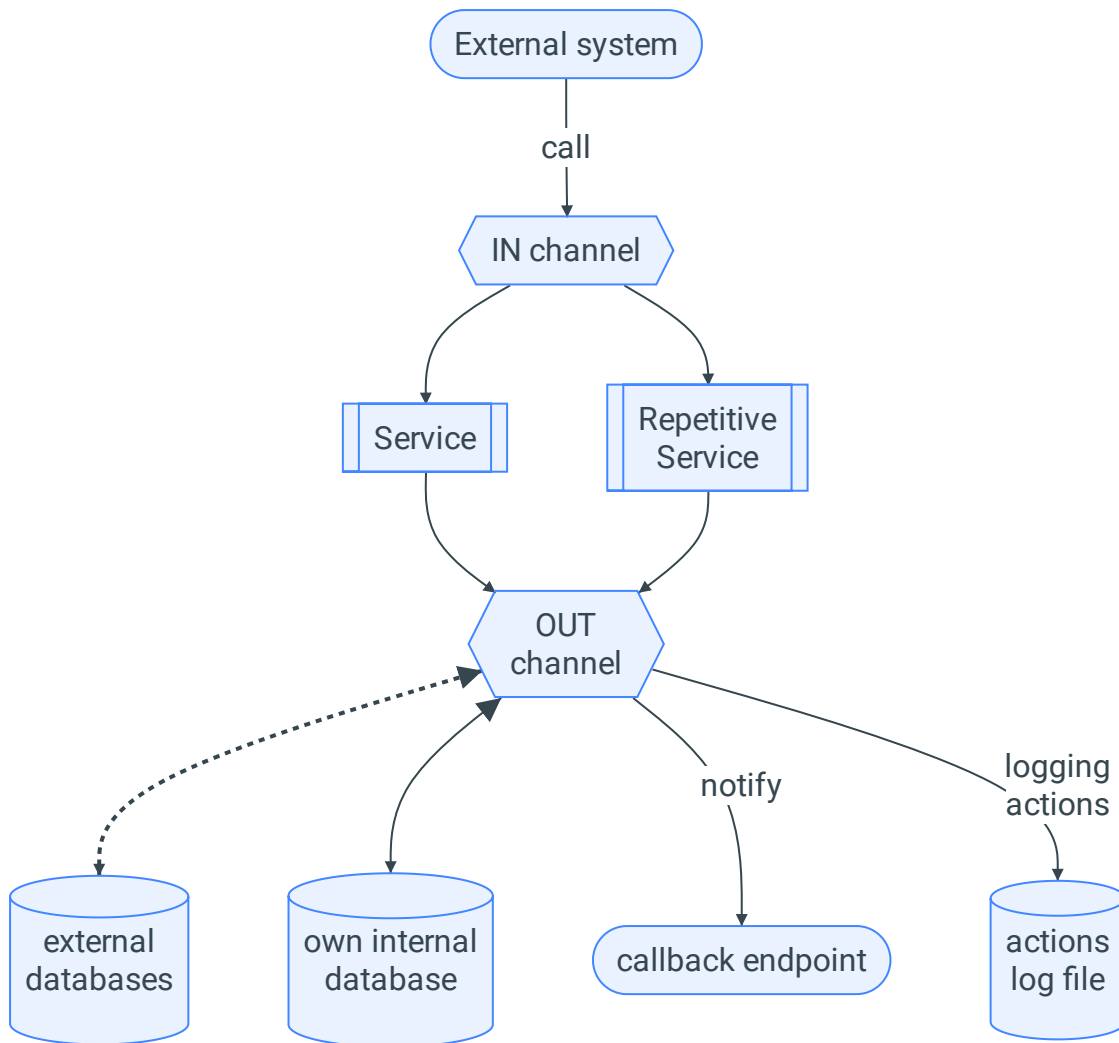 External system
call
IN channel
Service
Repetitive
Service
OUT
channel
notify
logging
actions
external
databases
own internal
database
callback endpoint
actions
log file